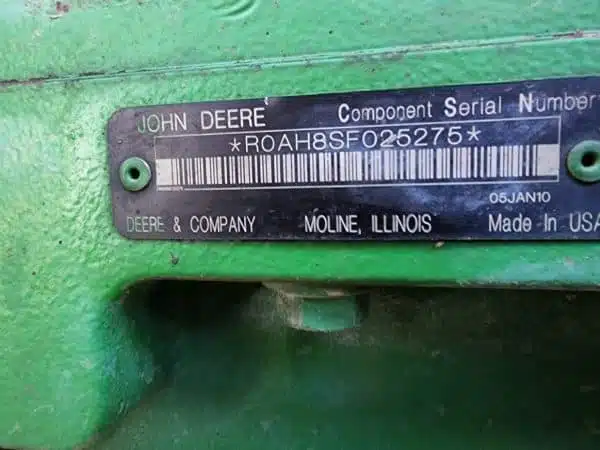 JOHN DEERE Component Serial Number
*R0AH8SF025275*
05JAN10
DEERE & COMPANY MOLINE, ILLINOIS Made In USA